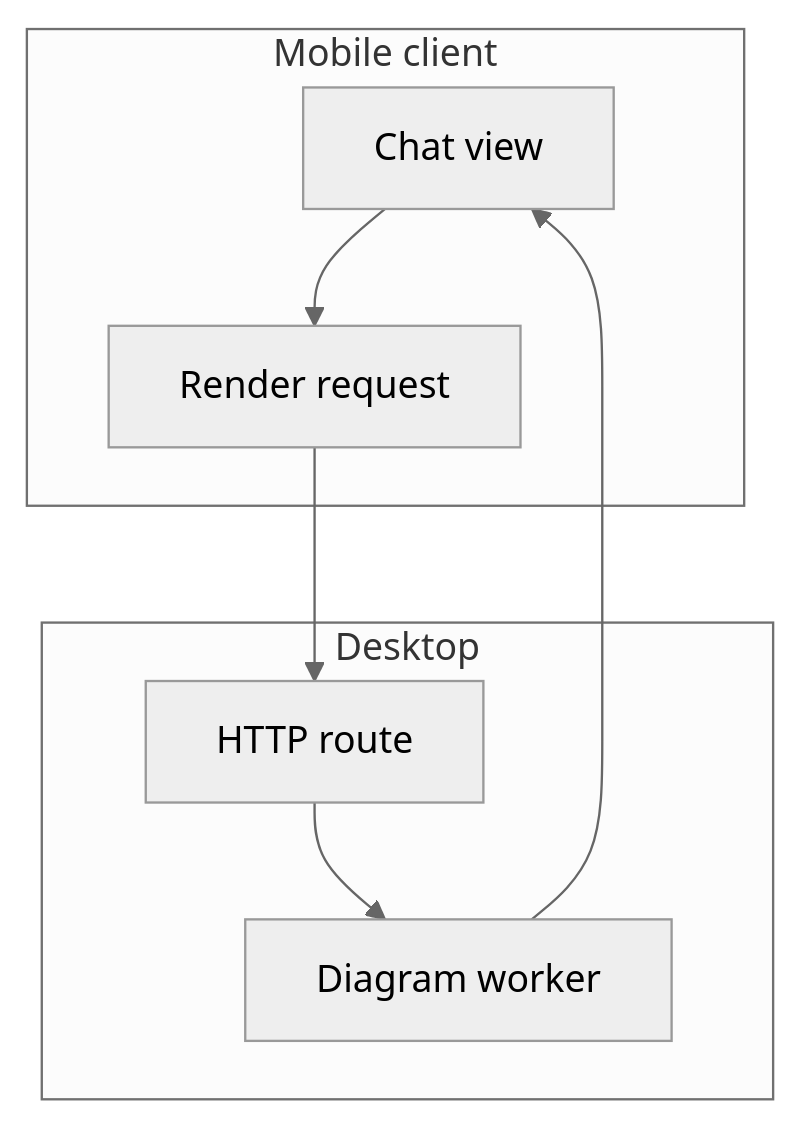 Mobile client
Chat view
Render request
Desktop
HTTP route
Diagram worker